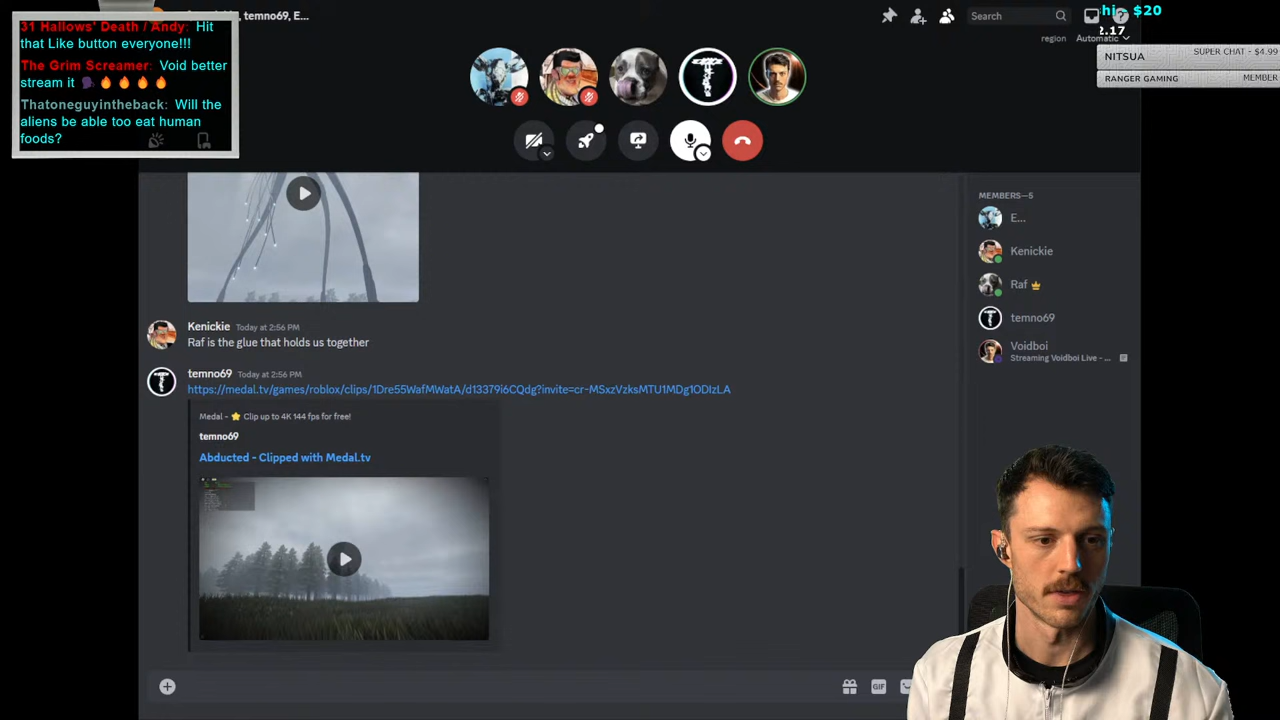 31 Hallows' Death / Andy: Hit
that Like button everyone!!!
The Grim Screamer: Void better
stream it
Thatoneguyintheback: Will the
aliens be able too eat human
foods?
temno69, E...
Search
$20
2.17
region
Automatic
NITSUA
SUPER CHAT - $4.99
RANGER GAMING
MEMBER
MEMBERS—5
E...
Kenickie
Raf
temno69
Voidboi
Streaming Voidboi Live - ...
Kenickie Today at 2:56 PM
Raf is the glue that holds us together
temno69 Today at 2:56 PM
https://medal.tv/games/roblox/clips/1Dre55WafMWatA/d13379i6CQdg?invite=cr-MSxzVzksMTU1MDg1ODIzLA
Medal - ⭐ Clip up to 4K 144 fps for free!
temno69
Abducted - Clipped with Medal.tv
GIF